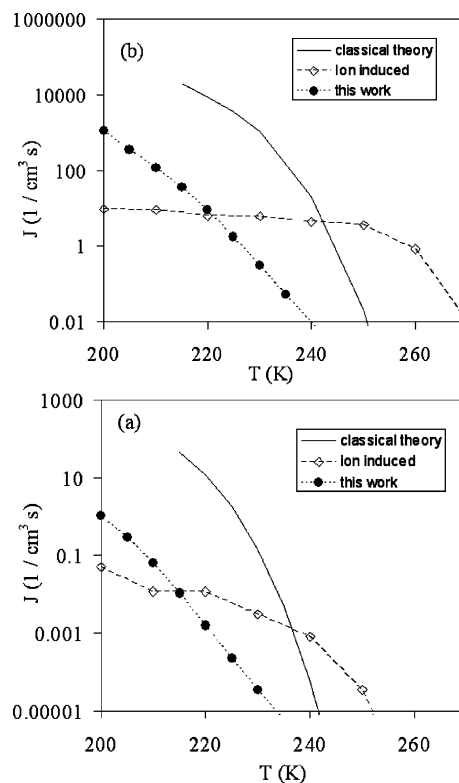 1000000
(b)
classical theory
Ion induced
this work
10000
100
1
0.01
J (1 / cm³ s)
200 220 240 260
T (K)
1000
(a)
classical theory
ion induced
this work
10
0.1
0.001
0.00001
J (1 / cm³ s)
200 220 240 260
T (K)